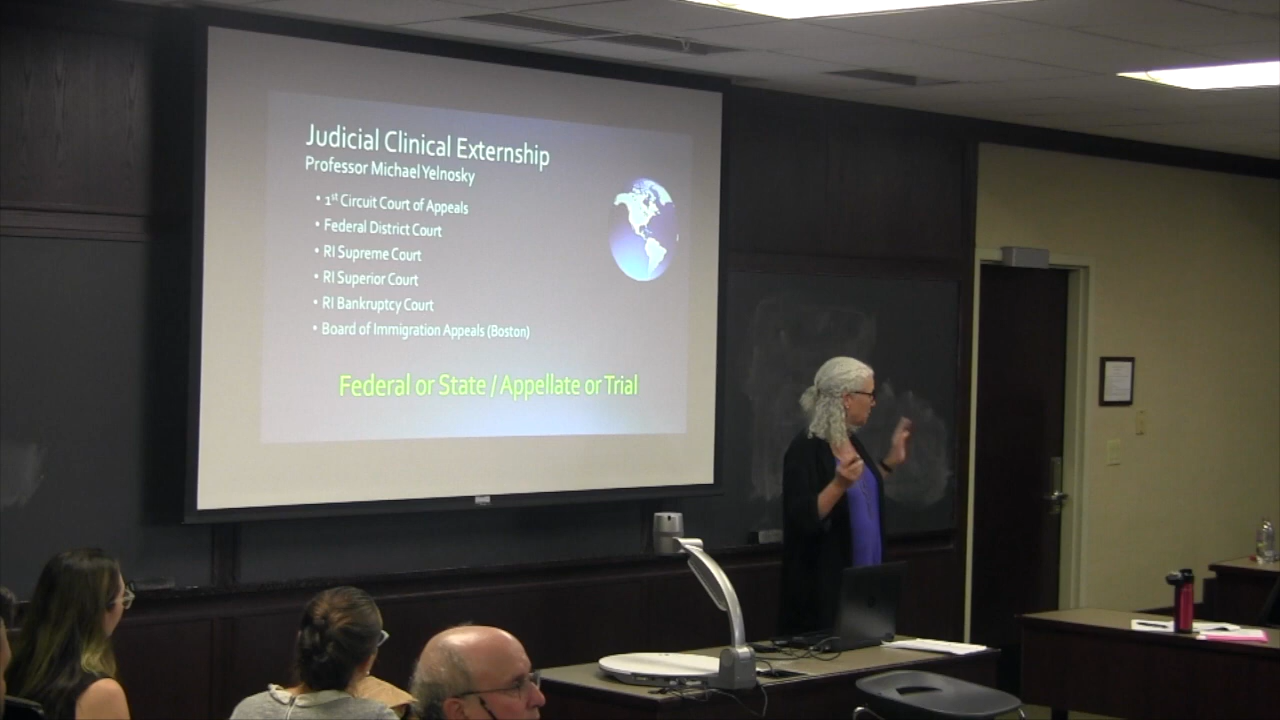 Judicial Clinical Externship
Professor Michael Yelnosky
• 1st Circuit Court of Appeals
• Federal District Court
• RI Supreme Court
• RI Superior Court
• RI Bankruptcy Court
• Board of Immigration Appeals (Boston)
Federal or State / Appellate or Trial